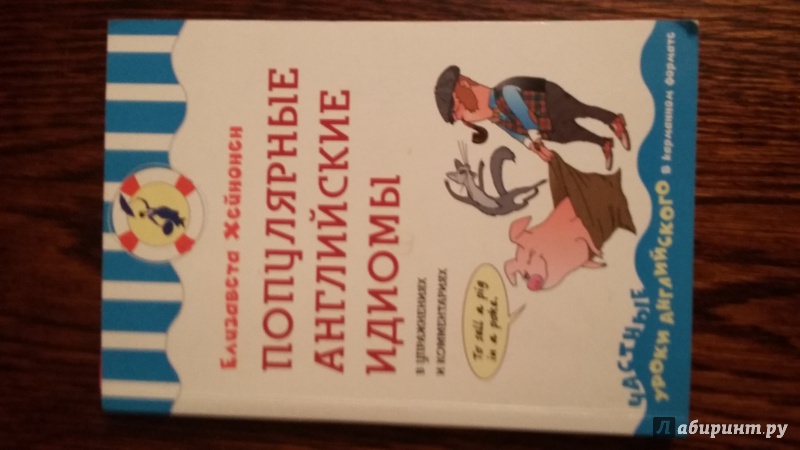 Елизавета Хейнонен
ПОПУЛЯРНЫЕ
АНГЛИЙСКИЕ
ИДИОМЫ
В УПРАЖНЕНИЯХ
И КОММЕНТАРИЯХ
To sell a pig
in a poke.
ЧАСТНЫЕ
УРОКИ АНГЛИЙСКОГО
в карманном формате
Лабиринт.ру